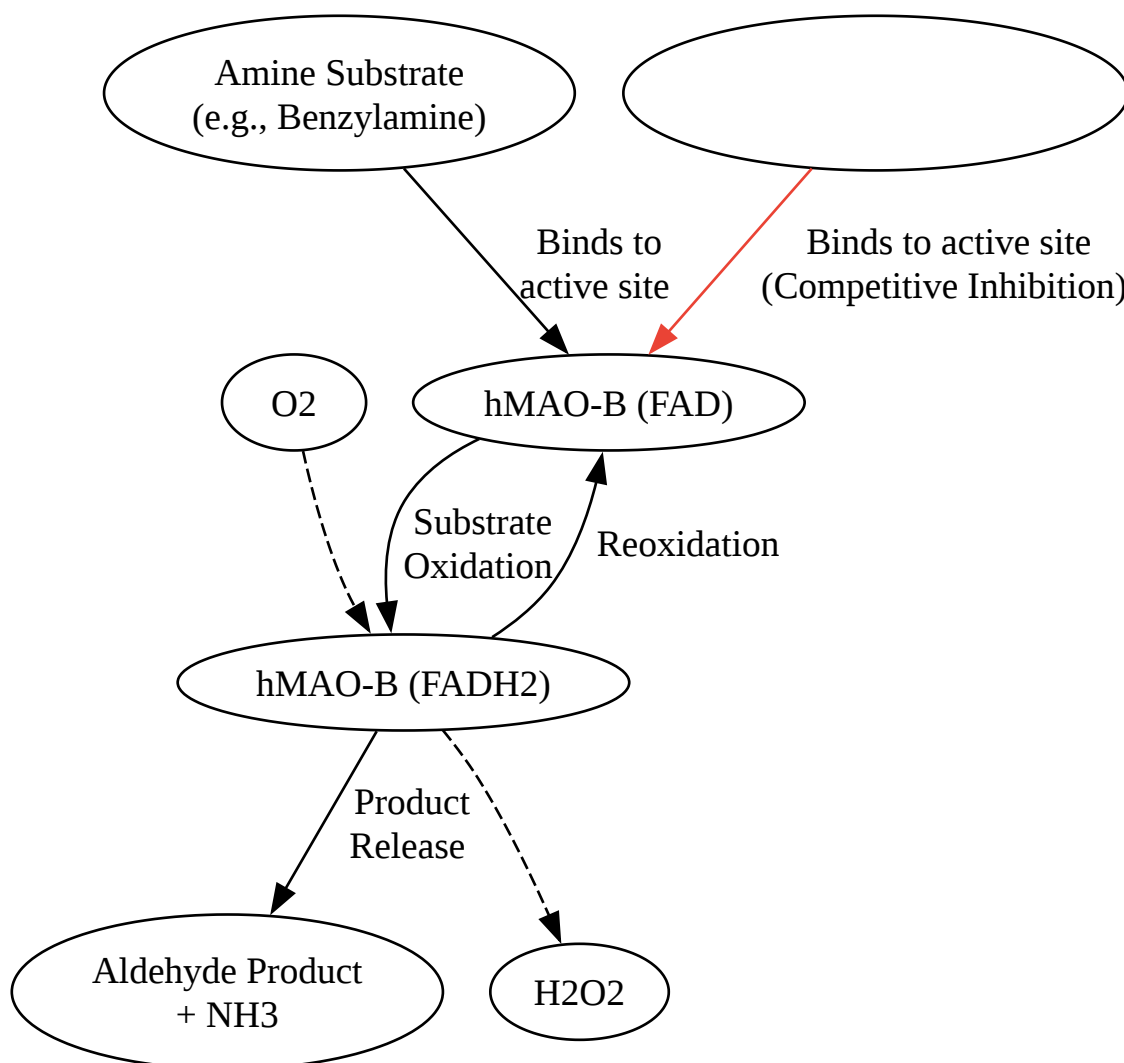 Amine Substrate
(e.g., Benzylamine)
Binds to
active site
Binds to active site
(Competitive Inhibition)
O2
hMAO-B (FAD)
Substrate
Oxidation
Reoxidation
hMAO-B (FADH2)
Product
Release
Aldehyde Product
+ NH3
H2O2